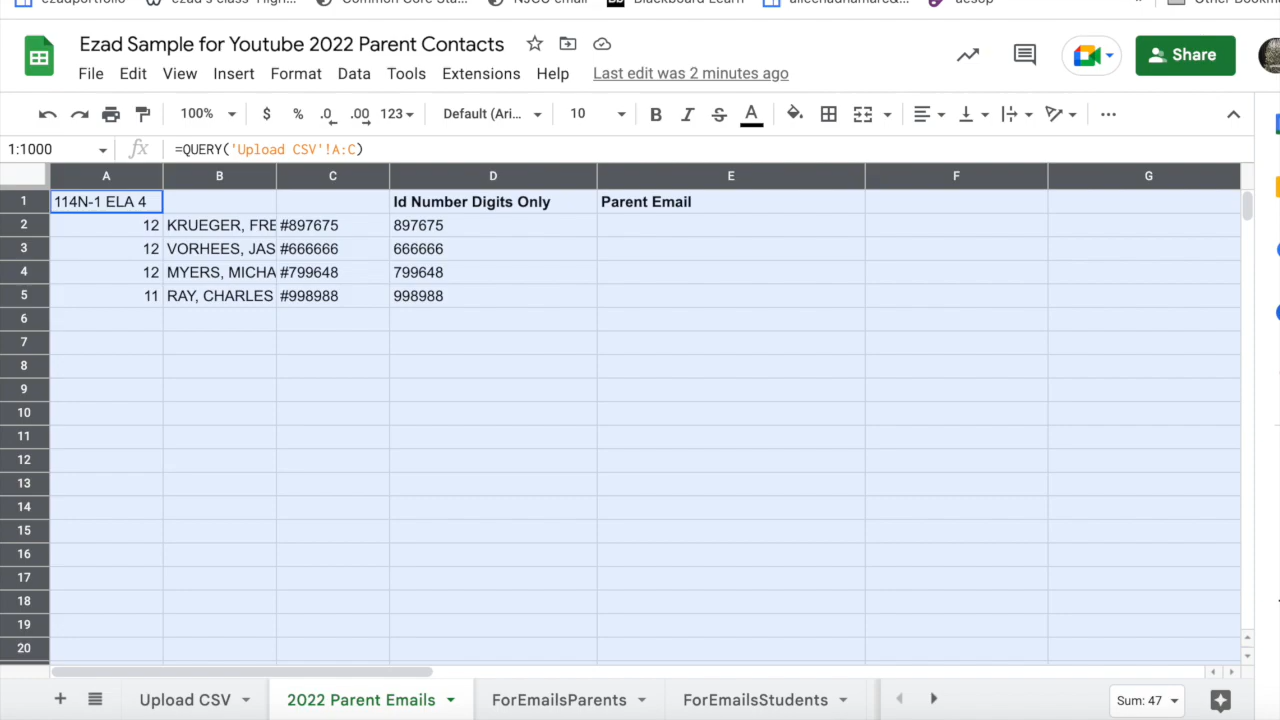 ezadportfolio ezad's class - Fligh... Common Core Sta... NJCU email Blackboard Learn aesop Other Bookm
Ezad Sample for Youtube 2022 Parent Contacts
Share
File Edit View Insert Format Data Tools Extensions Help Last edit was 2 minutes ago
100% $ % .0 .00 123 Default (Ari... 10 B I S A
1:1000 fx =QUERY('Upload CSV'!A:C)
A B C D E F G
1 114N-1 ELA 4 Id Number Digits Only Parent Email
2 12 KRUEGER, FRE #897675 897675
3 12 VORHEES, JAS #666666 666666
4 12 MYERS, MICHA #799648 799648
5 11 RAY, CHARLES #998988 998988
6
7
8
9
10
11
12
13
14
15
16
17
18
19
20
+ Upload CSV 2022 Parent Emails ForEmailsParents ForEmailsStudents Sum: 47